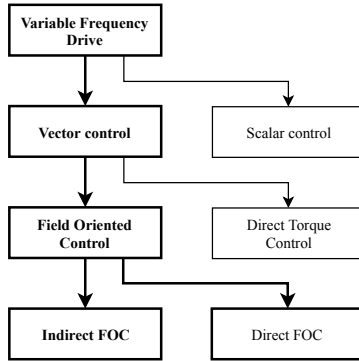 Variable Frequency
Drive
Vector control
Scalar control
Field Oriented
Control
Direct Torque
Control
Indirect FOC
Direct FOC